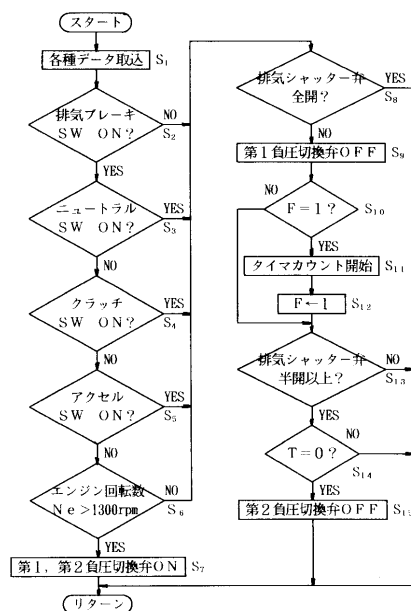 スタート
各種データ取込 S₁
排気ブレーキ
SW ON?
NO
S₂
YES
ニュートラル
SW ON?
YES
S₃
NO
クラッチ
SW ON?
YES
S₄
NO
アクセル
SW ON?
YES
S₅
NO
エンジン回転数
Ne>1300rpm
NO
S₆
YES
第1,第2負圧切換弁ON S₇
リターン
排気シャッター弁
全開?
YES
S₈
NO
第1負圧切換弁OFF S₉
NO
F=1?
S₁₀
YES
タイマカウント開始 S₁₁
F←1 S₁₂
排気シャッター弁
半開以上?
NO
S₁₃
YES
T=0?
NO
S₁₄
YES
第2負圧切換弁OFF S₁₅